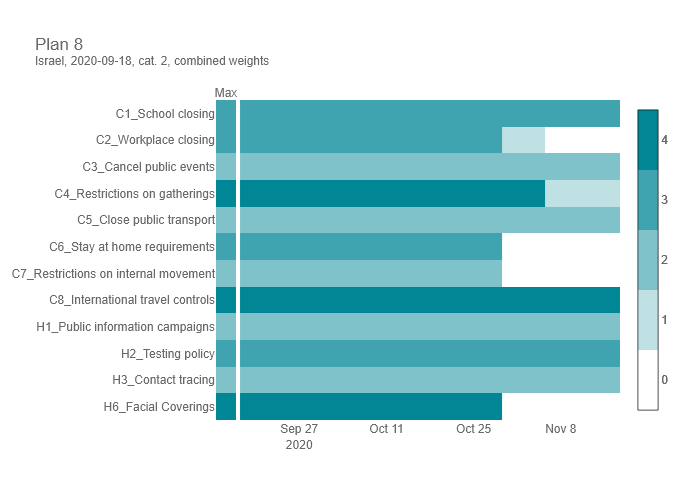 Plan 8
Israel, 2020-09-18, cat. 2, combined weights
Max
C1_School closing
C2_Workplace closing
C3_Cancel public events
C4_Restrictions on gatherings
C5_Close public transport
C6_Stay at home requirements
C7_Restrictions on internal movement
C8_International travel controls
H1_Public information campaigns
H2_Testing policy
H3_Contact tracing
H6_Facial Coverings
4
3
2
1
0
Sep 27 Oct 11 Oct 25 Nov 8
2020